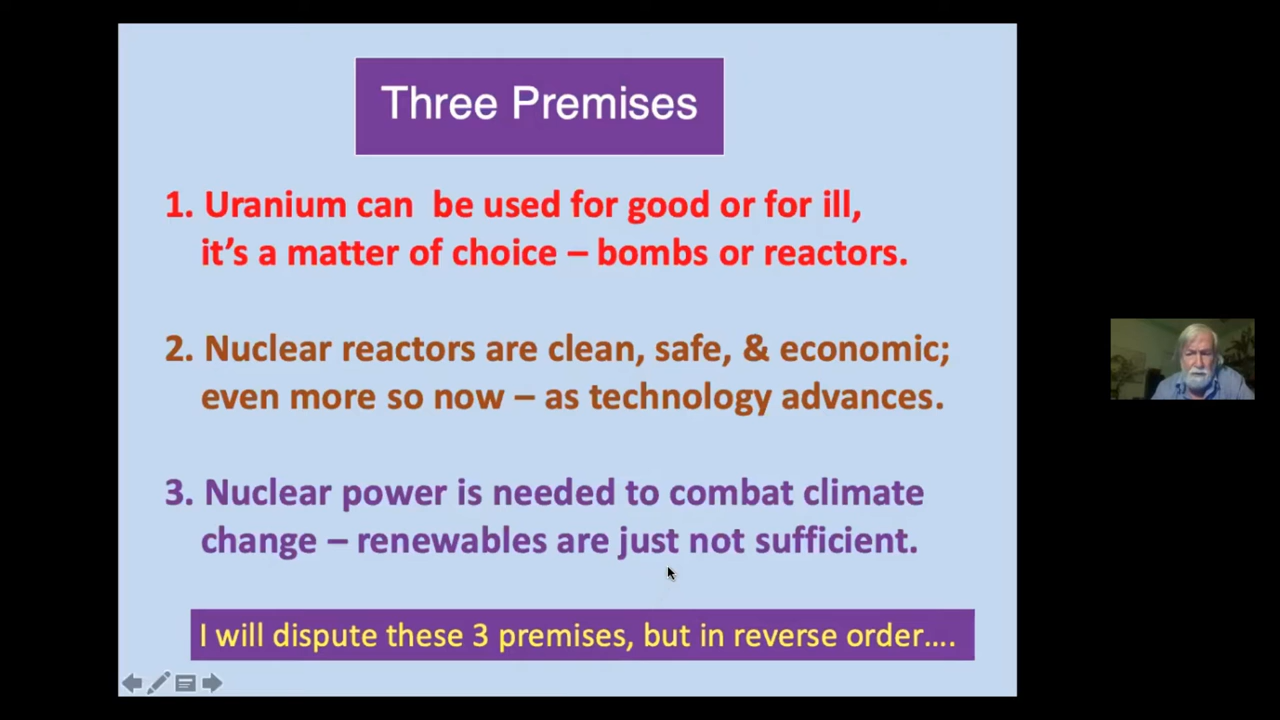 Three Premises
1. Uranium can be used for good or for ill,
it's a matter of choice – bombs or reactors.
2. Nuclear reactors are clean, safe, & economic;
even more so now – as technology advances.
3. Nuclear power is needed to combat climate
change – renewables are just not sufficient.
I will dispute these 3 premises, but in reverse order....